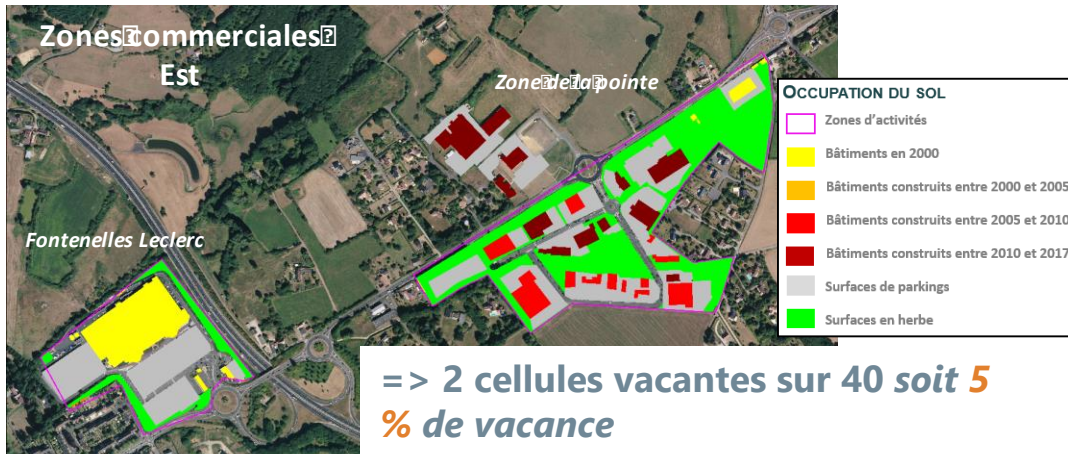 Zones commerciales
Est
Zone de la pointe
Fontenelles Leclerc
OCCUPATION DU SOL
Zones d'activités
Bâtiments en 2000
Bâtiments construits entre 2000 et 2005
Bâtiments construits entre 2005 et 2010
Bâtiments construits entre 2010 et 2017
Surfaces de parkings
Surfaces en herbe
=> 2 cellules vacantes sur 40 soit 5
% de vacance